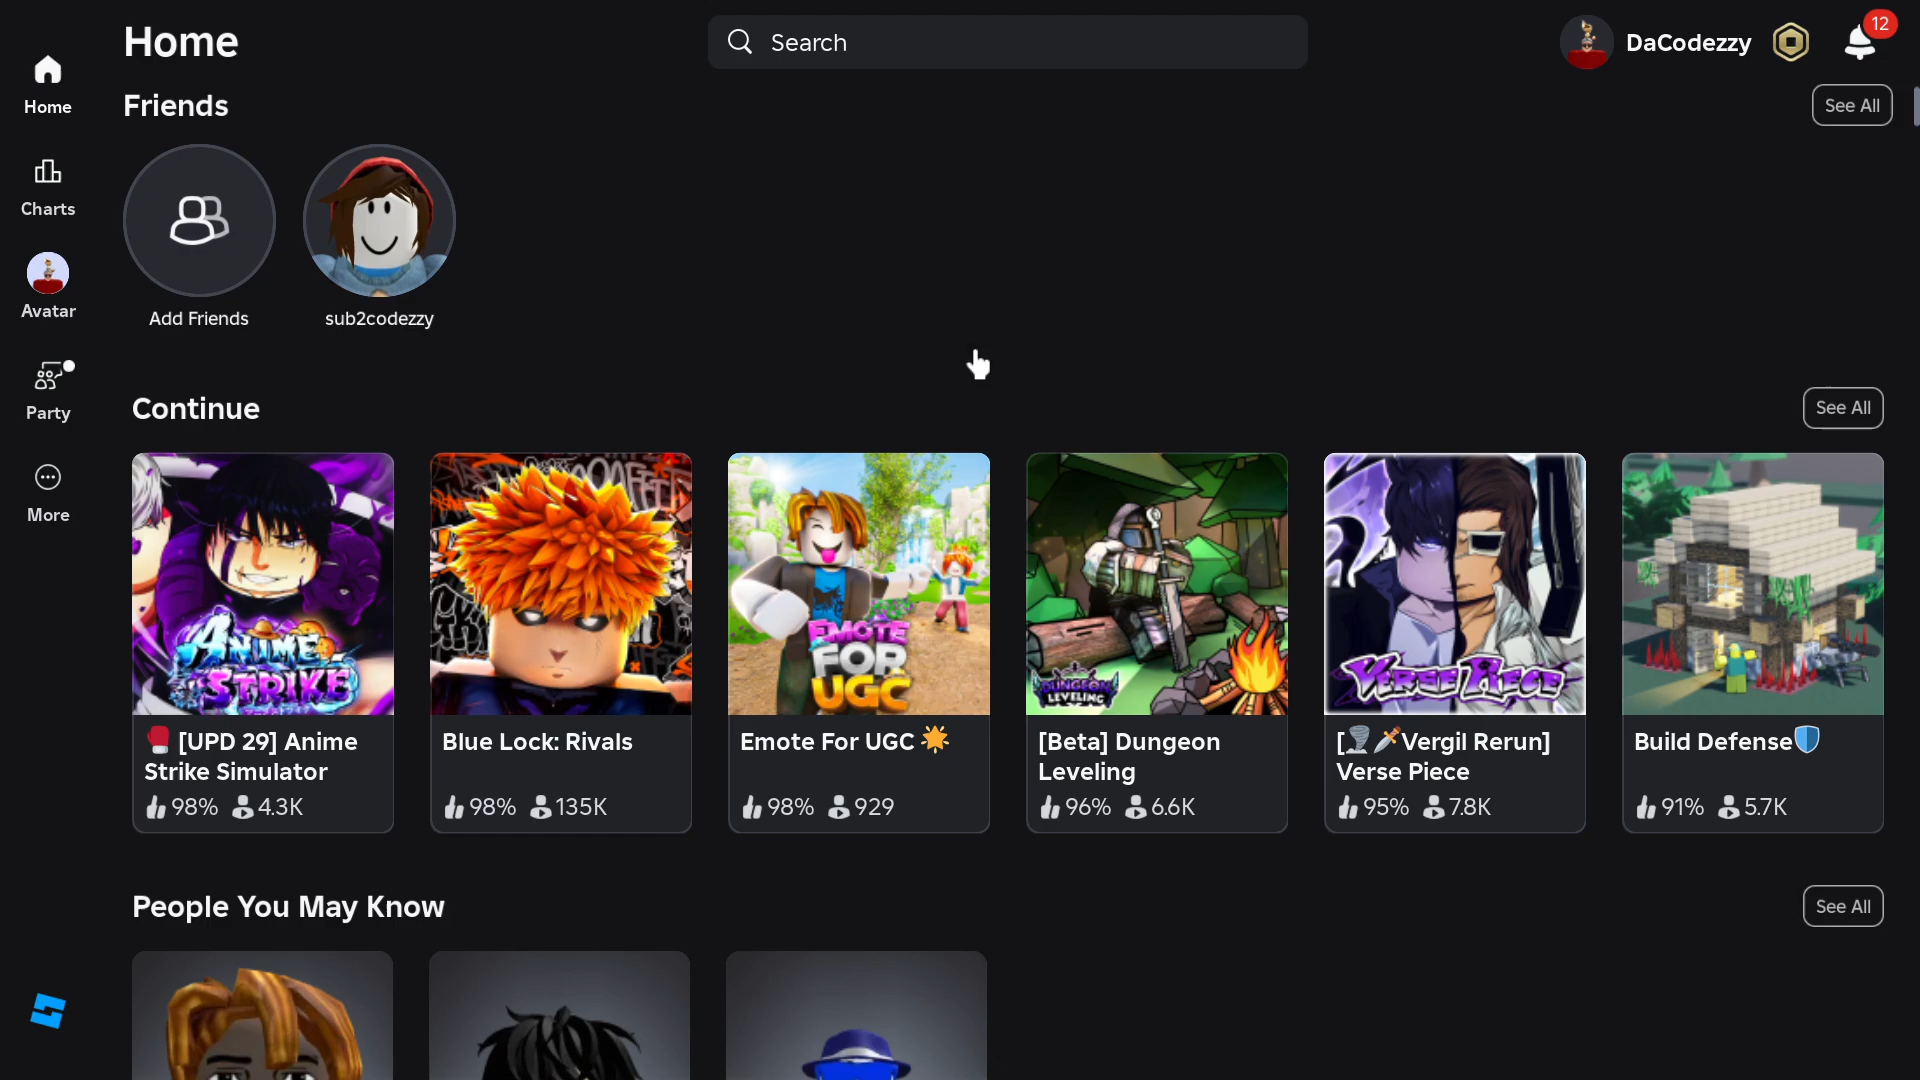 Home
Search
DaCodezzy
12
Home
Charts
Avatar
Party
More
Friends
See All
Add Friends
sub2codezzy
Continue
See All
ANIME
STRIKE
EMOTE
FOR
UGC
DUNGEON
LEVELING
VERSE PIECE
🥊 [UPD 29] Anime
Strike Simulator
98% 4.3K
Blue Lock: Rivals
98% 135K
Emote For UGC 🌟
98% 929
[Beta] Dungeon
Leveling
96% 6.6K
[🌪️🗡️Vergil Rerun]
Verse Piece
95% 7.8K
Build Defense🛡️
91% 5.7K
People You May Know
See All